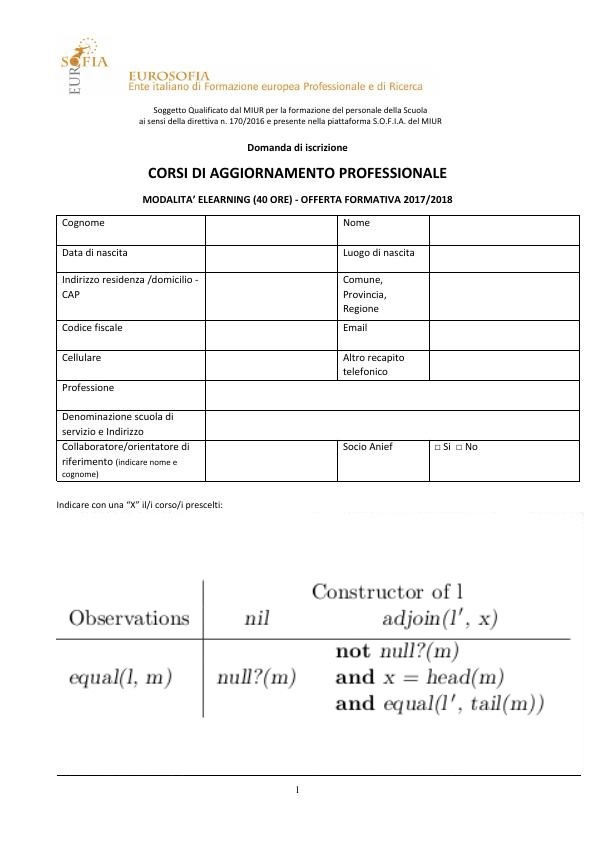 SOFIA
EURO
EUROSOFIA
Ente italiano di Formazione europea Professionale e di Ricerca
Soggetto Qualificato dal MIUR per la formazione del personale della Scuola
ai sensi della direttiva n. 170/2016 e presente nella piattaforma S.O.F.I.A. del MIUR
Domanda di iscrizione
CORSI DI AGGIORNAMENTO PROFESSIONALE
MODALITA’ ELEARNING (40 ORE) - OFFERTA FORMATIVA 2017/2018
Cognome Nome
Data di nascita Luogo di nascita
Indirizzo residenza /domicilio - Comune,
CAP Provincia,
Regione
Codice fiscale Email
Cellulare Altro recapito
telefonico
Professione
Denominazione scuola di
servizio e Indirizzo
Collaboratore/orientatore di Socio Anief □ Si □ No
riferimento (indicare nome e
cognome)
Indicare con una “X” il/i corso/i prescelti:
Constructor of l
Observations nil adjoin(l′, x)
not null?(m)
equal(l, m) null?(m) and x = head(m)
and equal(l′, tail(m))
1